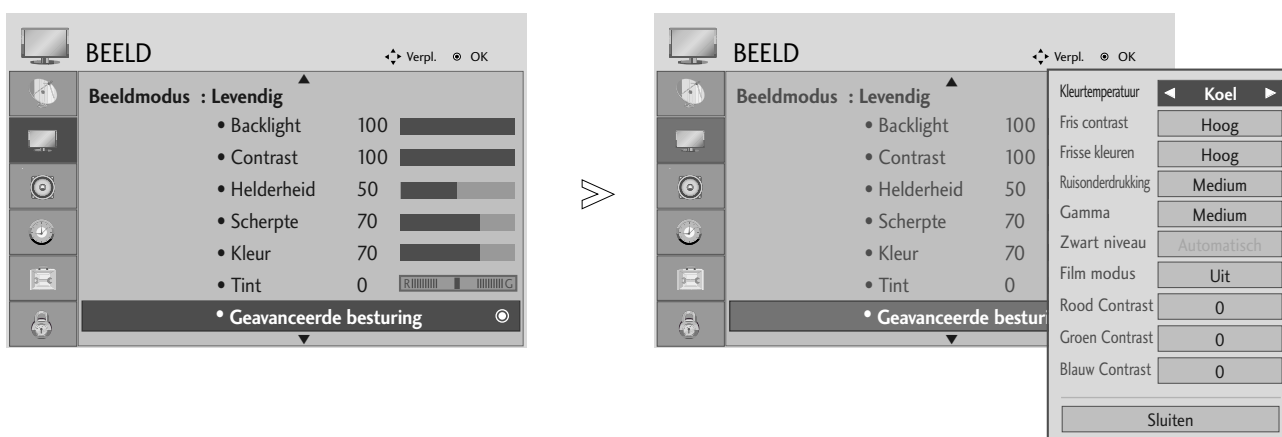 BEELD Verpl. OK
Beeldmodus : Levendig
• Backlight 100
• Contrast 100
• Helderheid 50
• Scherpte 70
• Kleur 70
• Tint 0 R G
• Geavanceerde besturing
BEELD Verpl. OK
Beeldmodus : Levendig
• Backlight 100
• Contrast 100
• Helderheid 50
• Scherpte 70
• Kleur 70
• Tint 0
• Geavanceerde bestur
Kleurtemperatuur Koel
Fris contrast Hoog
Frisse kleuren Hoog
Ruisonderdrukking Medium
Gamma Medium
Zwart niveau Automatisch
Film modus Uit
Rood Contrast 0
Groen Contrast 0
Blauw Contrast 0
Sluiten